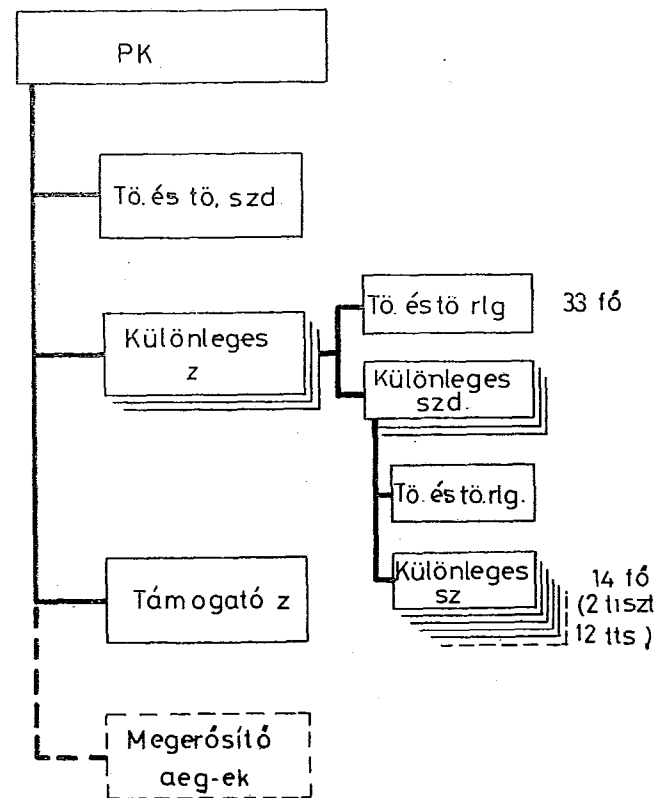 PK
Tö. és tö, szd
Különleges
z
Tö. és tö rlg
33 fő
Különleges
szd.
Tö. és tö.rlg.
Különleges
sz
14 fő
(2 tiszt
12 tts )
Támogató z
Megerősítő
aeg-ek